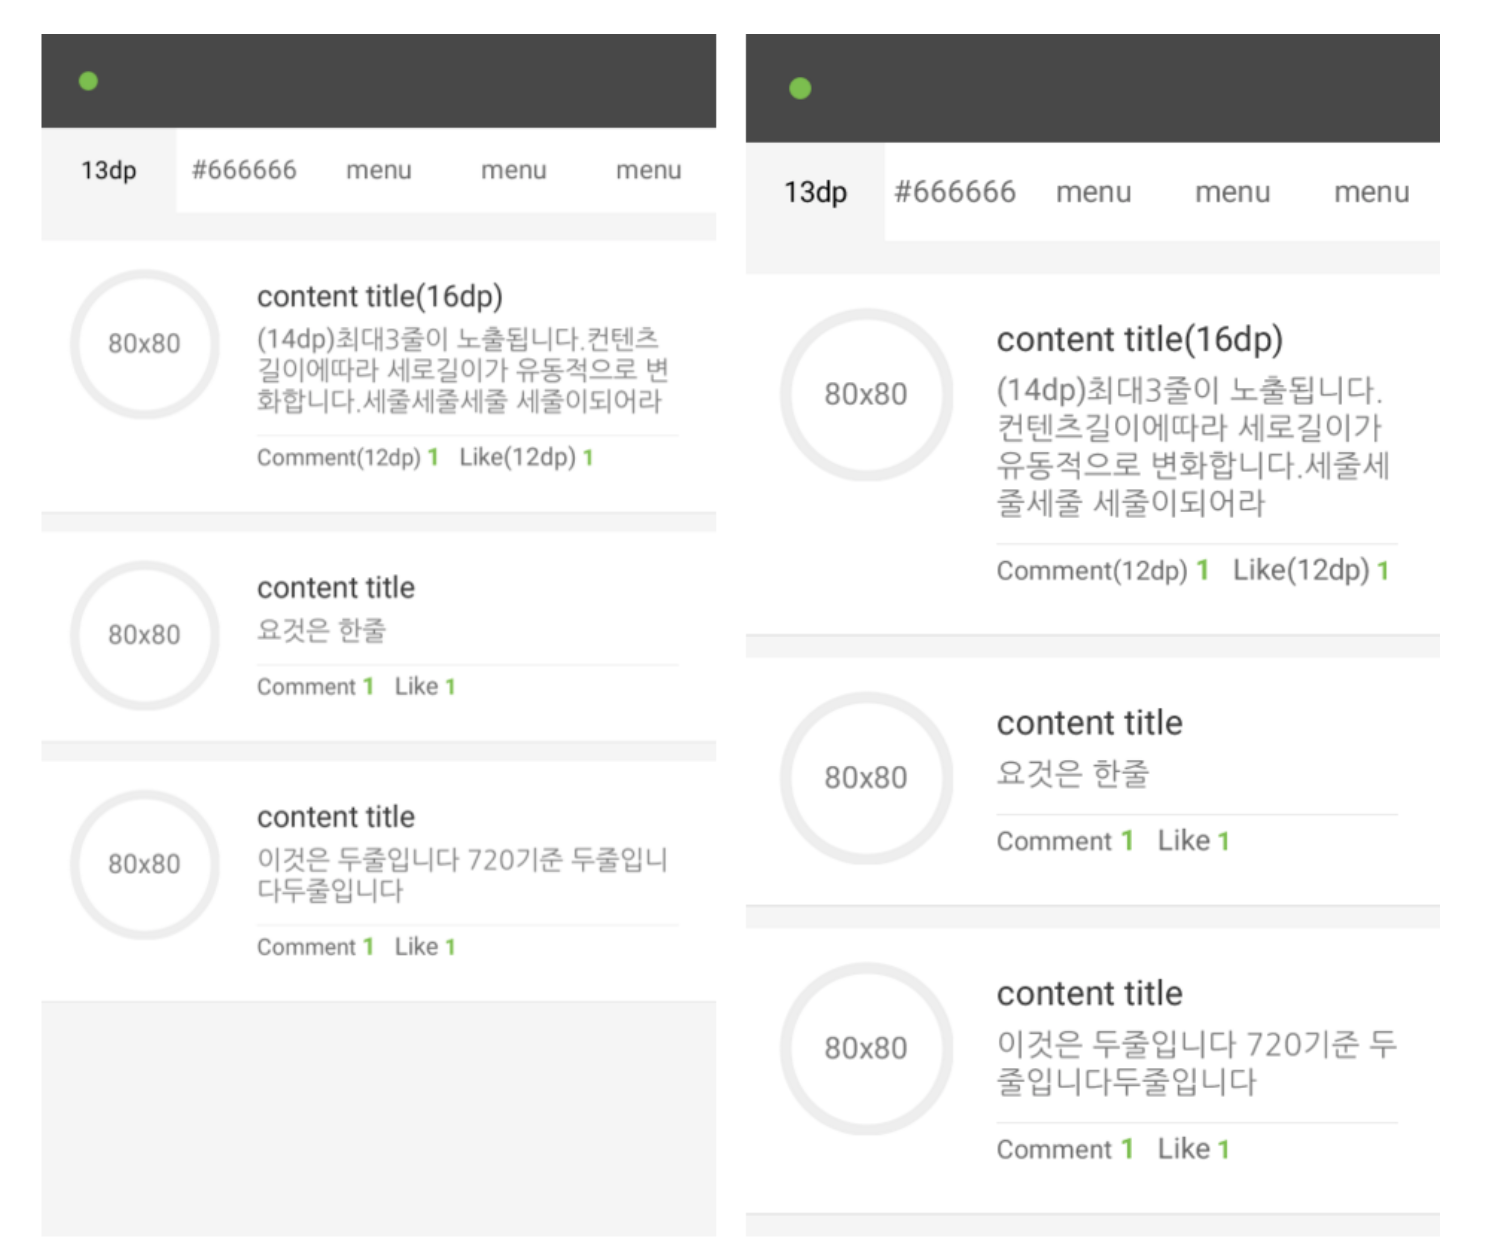 13dp #666666 menu menu menu
80x80
content title(16dp)
(14dp)최대3줄이 노출됩니다.컨텐츠
길이에따라 세로길이가 유동적으로 변
화합니다.세줄세줄세줄 세줄이되어라
Comment(12dp) 1 Like(12dp) 1
80x80
content title
요것은 한줄
Comment 1 Like 1
80x80
content title
이것은 두줄입니다 720기준 두줄입니
다두줄입니다
Comment 1 Like 1
13dp #666666 menu menu menu
80x80
content title(16dp)
(14dp)최대3줄이 노출됩니다.
컨텐츠길이에따라 세로길이가
유동적으로 변화합니다.세줄세
줄세줄 세줄이되어라
Comment(12dp) 1 Like(12dp) 1
80x80
content title
요것은 한줄
Comment 1 Like 1
80x80
content title
이것은 두줄입니다 720기준 두
줄입니다두줄입니다
Comment 1 Like 1